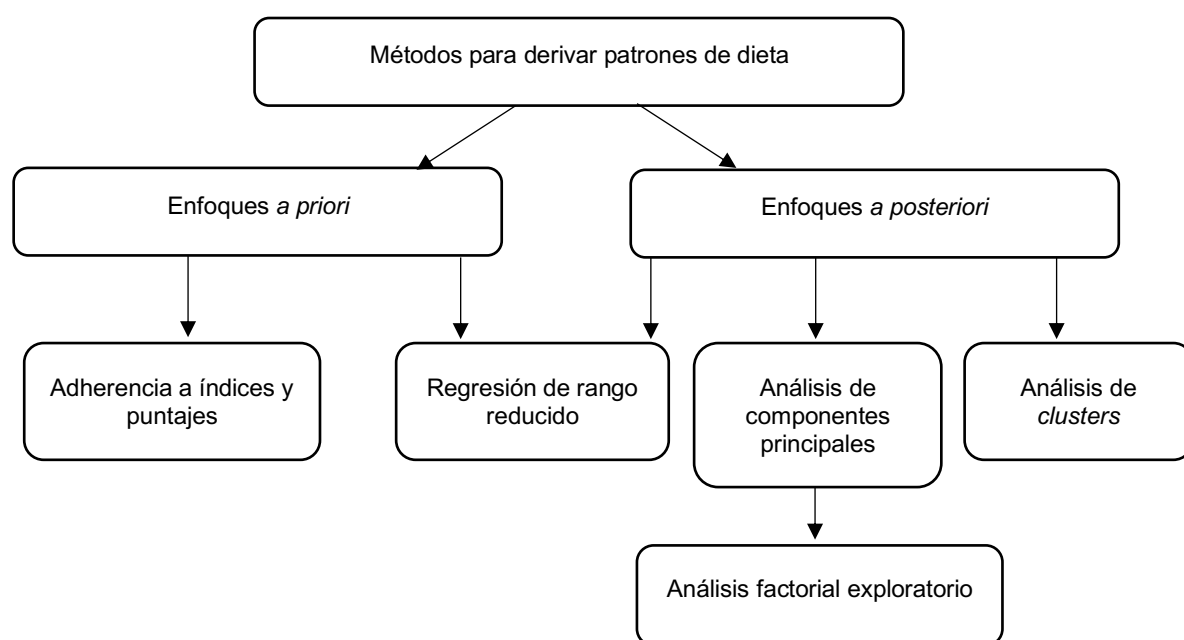 Métodos para derivar patrones de dieta
Enfoques a priori
Enfoques a posteriori
Adherencia a índices y
puntajes
Regresión de rango
reducido
Análisis de
componentes
principales
Análisis de
clusters
Análisis factorial exploratorio